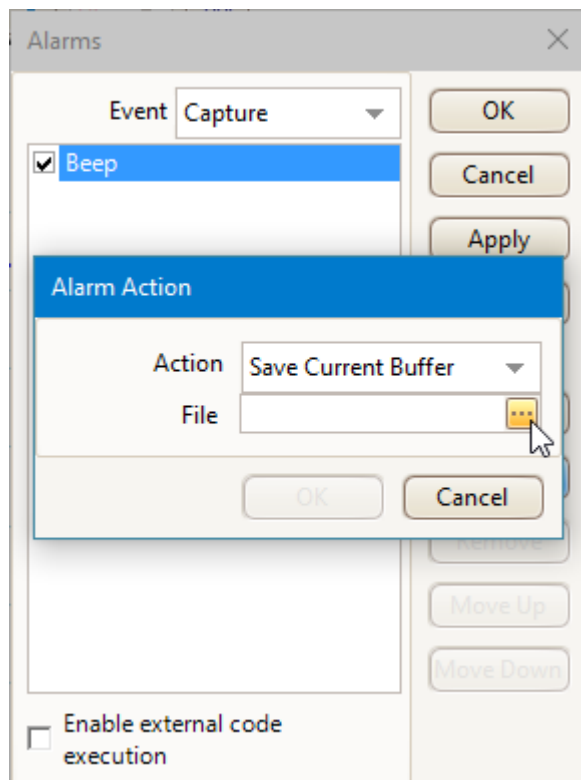 Alarms
Event Capture
OK
Beep
Cancel
Apply
Alarm Action
Action Save Current Buffer
File
OK Cancel
Remove
Move Up
Move Down
Enable external code
execution